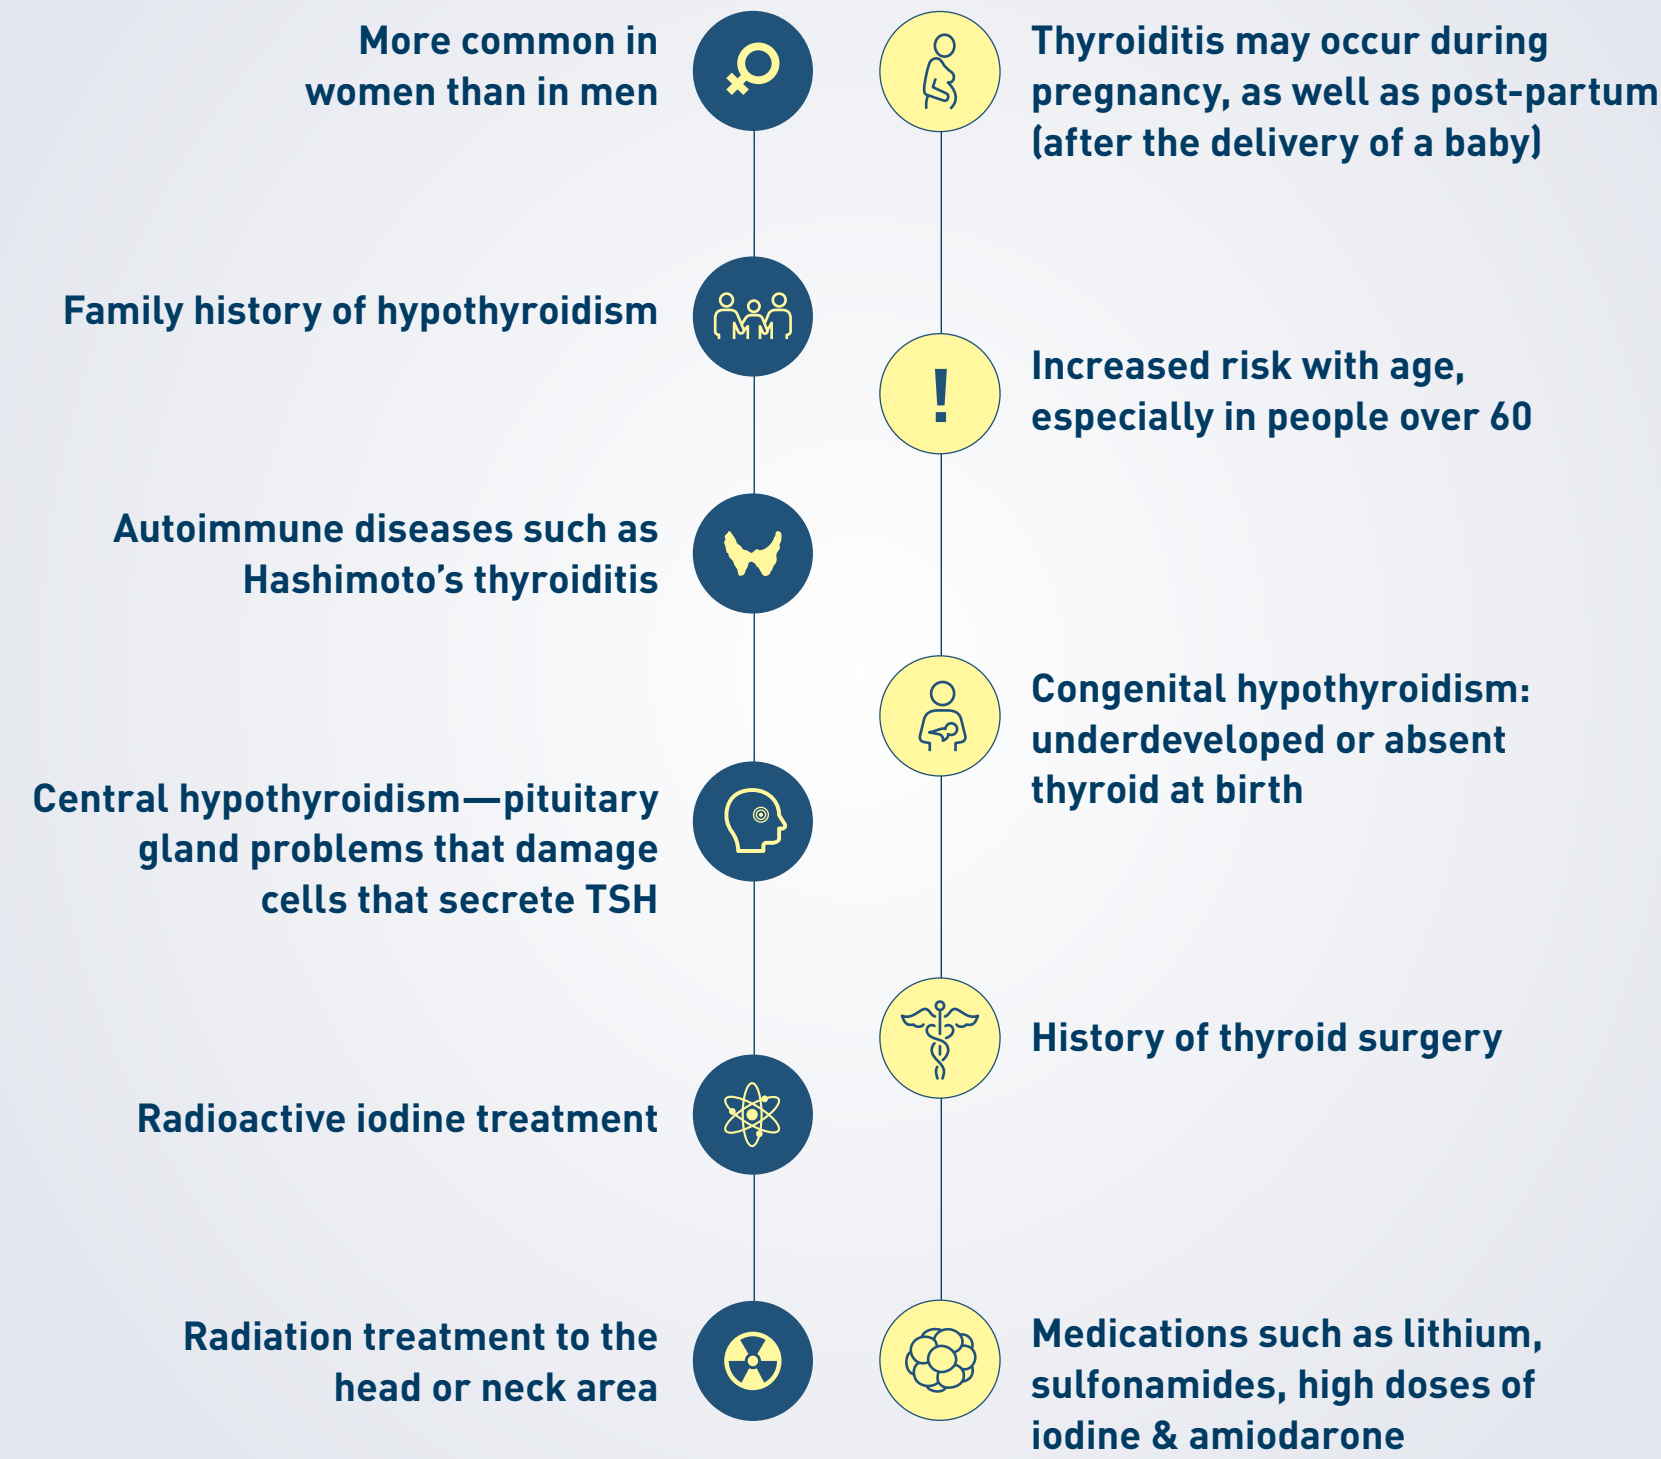 More common in
women than in men
Family history of hypothyroidism
Autoimmune diseases such as
Hashimoto’s thyroiditis
Central hypothyroidism—pituitary
gland problems that damage
cells that secrete TSH
Radioactive iodine treatment
Radiation treatment to the
head or neck area
Thyroiditis may occur during
pregnancy, as well as post-partum
(after the delivery of a baby)
!
Increased risk with age,
especially in people over 60
Congenital hypothyroidism:
underdeveloped or absent
thyroid at birth
History of thyroid surgery
Medications such as lithium,
sulfonamides, high doses of
iodine & amiodarone